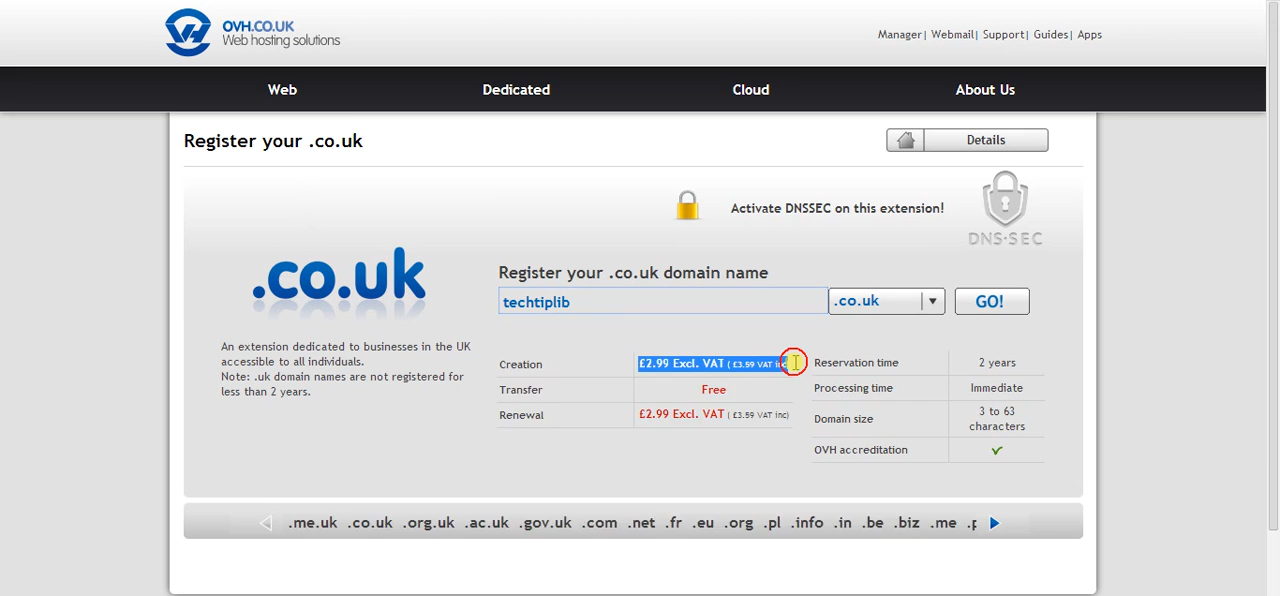 OVH.CO.UK
Web hosting solutions
Manager| Webmail| Support| Guides| Apps
Web Dedicated Cloud About Us
Register your .co.uk
Details
Activate DNSSEC on this extension!
DNS·SEC
.co.uk
Register your .co.uk domain name
techtiplib .co.uk GO!
An extension dedicated to businesses in the UK
accessible to all individuals.
Note: .uk domain names are not registered for
less than 2 years.
Creation £2.99 Excl. VAT ( £3.59 VAT inc
Transfer Free
Renewal £2.99 Excl. VAT ( £3.59 VAT inc)
Reservation time 2 years
Processing time Immediate
Domain size 3 to 63
characters
OVH accreditation
.me.uk .co.uk .org.uk .ac.uk .gov.uk .com .net .fr .eu .org .pl .info .in .be .biz .me